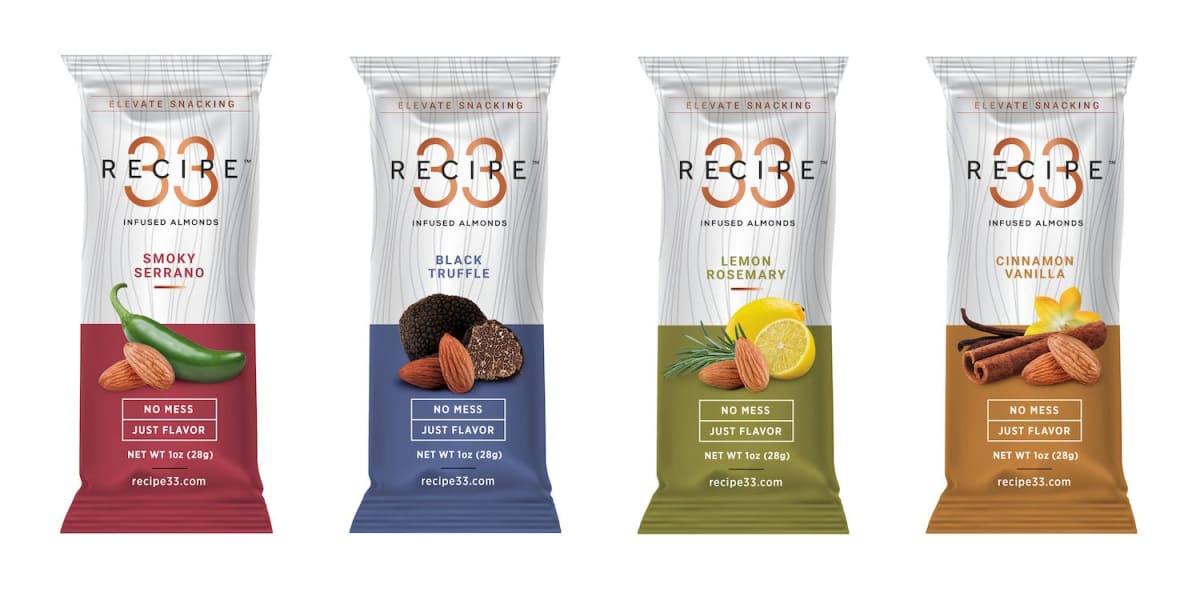 ELEVATE SNACKING
RECIPE 33™
INFUSED ALMONDS
SMOKY
SERRANO
NO MESS
JUST FLAVOR
NET WT 1oz (28g)
recipe33.com
ELEVATE SNACKING
RECIPE 33™
INFUSED ALMONDS
BLACK
TRUFFLE
NO MESS
JUST FLAVOR
NET WT 1oz (28g)
recipe33.com
ELEVATE SNACKING
RECIPE 33™
INFUSED ALMONDS
LEMON
ROSEMARY
NO MESS
JUST FLAVOR
NET WT 1oz (28g)
recipe33.com
ELEVATE SNACKING
RECIPE 33™
INFUSED ALMONDS
CINNAMON
VANILLA
NO MESS
JUST FLAVOR
NET WT 1oz (28g)
recipe33.com